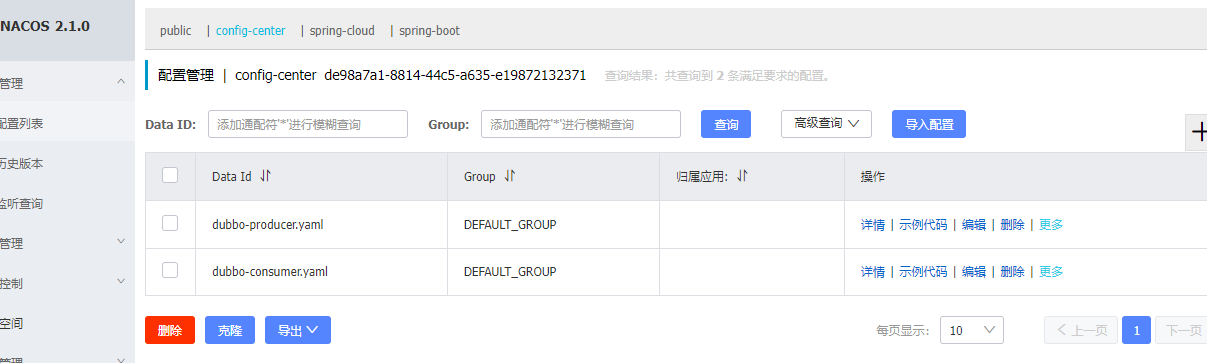 NACOS 2.1.0
public | config-center | spring-cloud | spring-boot
配置管理 | config-center de98a7a1-8814-44c5-a635-e19872132371 查询结果：共查询到 2 条满足要求的配置。
管理
配置列表
历史版本
监听查询
管理
控制
空间
管理
Data ID: 添加通配符'*'进行模糊查询 Group: 添加通配符'*'进行模糊查询 查询 高级查询 导入配置
Data Id Group 归属应用: 操作
dubbo-producer.yaml DEFAULT_GROUP 详情 | 示例代码 | 编辑 | 删除 | 更多
dubbo-consumer.yaml DEFAULT_GROUP 详情 | 示例代码 | 编辑 | 删除 | 更多
删除 克隆 导出 每页显示: 10 上一页 1 下一页